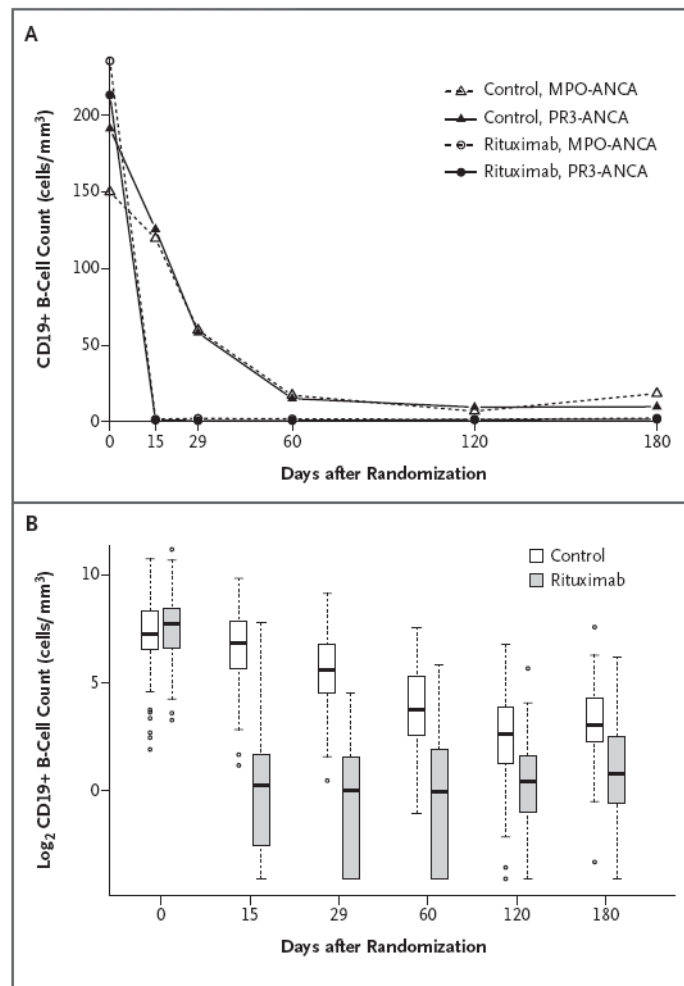 A
CD19+ B-Cell Count (cells/mm³)
200
150
100
50
0
Control, MPO-ANCA
Control, PR3-ANCA
Rituximab, MPO-ANCA
Rituximab, PR3-ANCA
0 15 29 60 120 180
Days after Randomization
B
Log₂ CD19+ B-Cell Count (cells/mm³)
10
5
0
Control
Rituximab
0 15 29 60 120 180
Days after Randomization